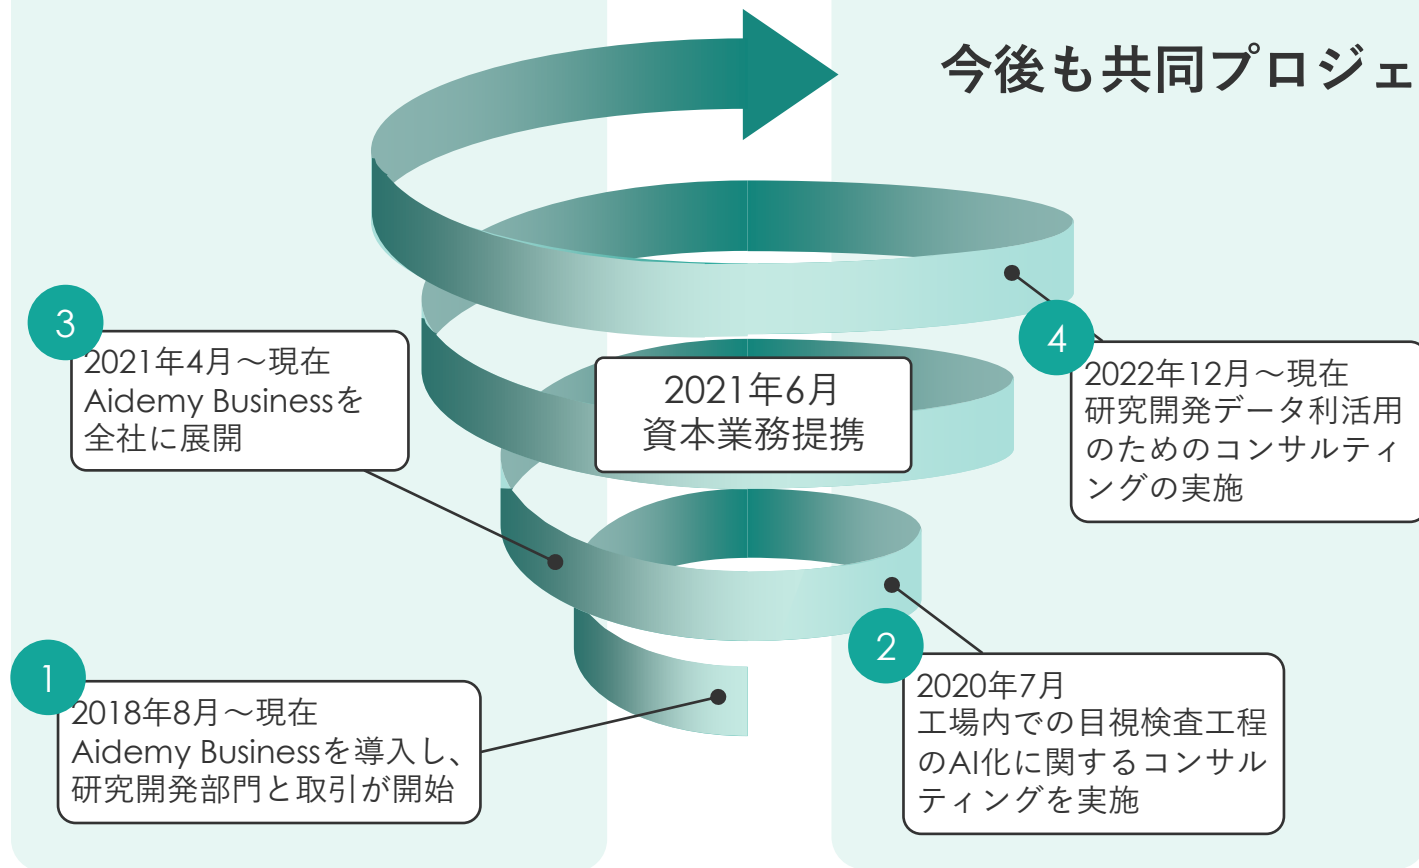 今後も共同プロジェ
3
2021年4月～現在
Aidemy Businessを
全社に展開
2021年6月
資本業務提携
4
2022年12月～現在
研究開発データ利活用
のためのコンサルティ
ングの実施
1
2018年8月～現在
Aidemy Businessを導入し、
研究開発部門と取引が開始
2
2020年7月
工場内での目視検査工程
のAI化に関するコンサル
ティングを実施